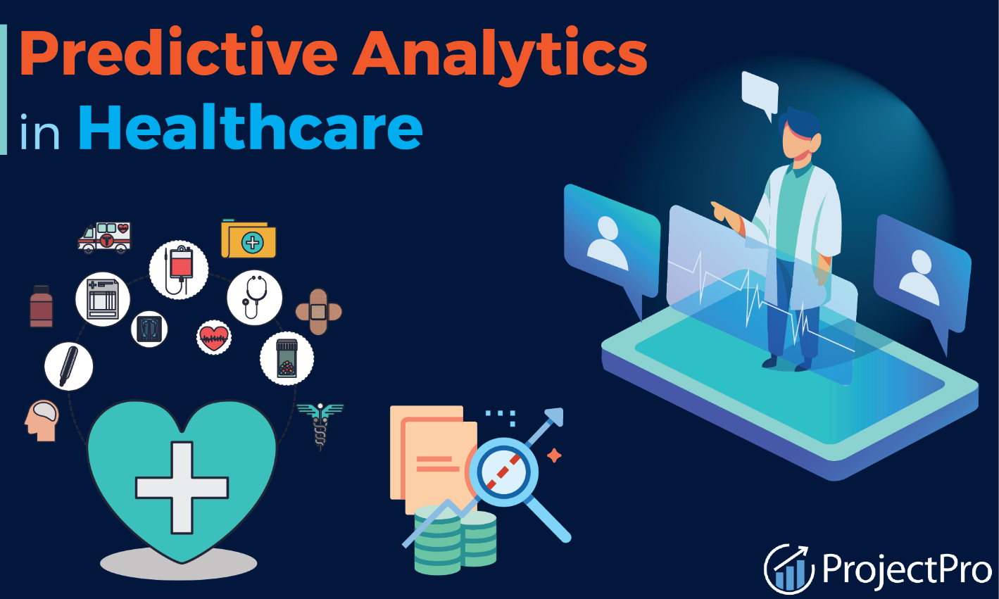 Predictive Analytics
in Healthcare
ProjectPro